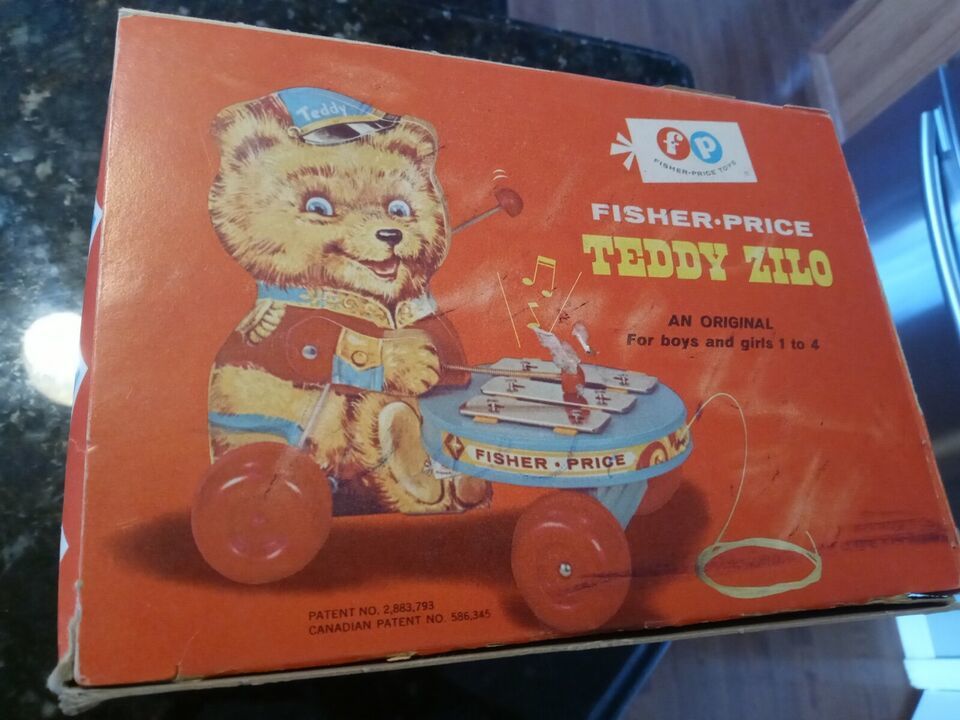 Teddy
fp
FISHER-PRICE TOYS
FISHER·PRICE
TEDDY ZILO
AN ORIGINAL
For boys and girls 1 to 4
FISHER · PRICE
PATENT NO. 2,883,793
CANADIAN PATENT NO. 586,345